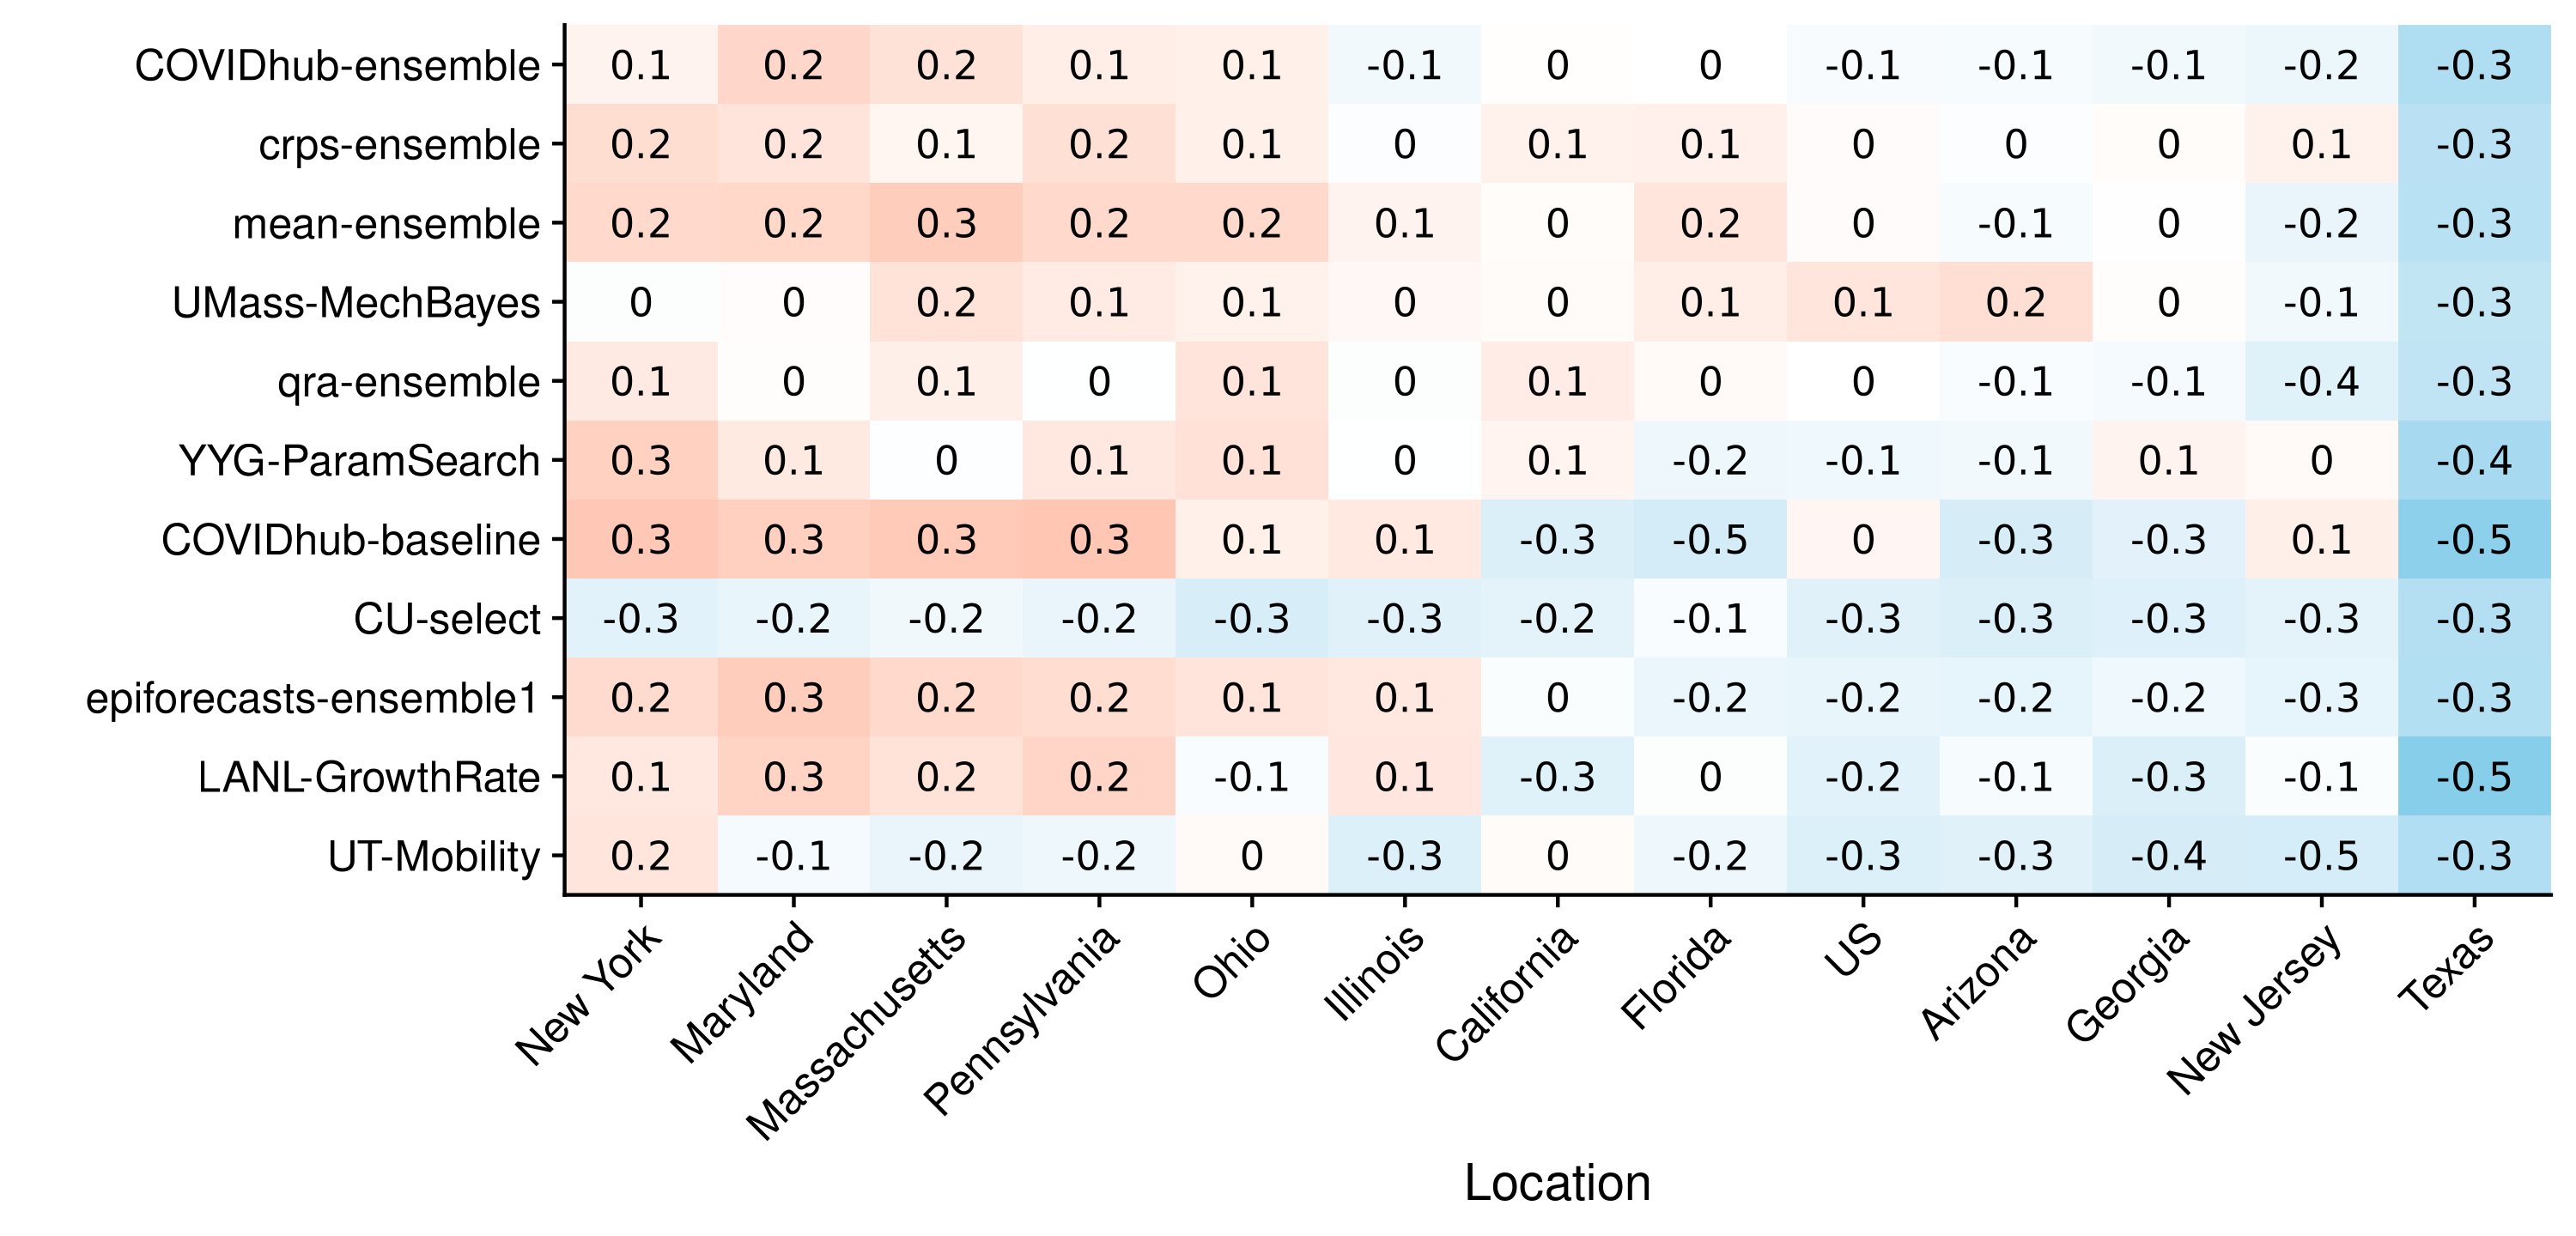 COVIDhub-ensemble 0.1 0.2 0.2 0.1 0.1 -0.1 0 0 -0.1 -0.1 -0.1 -0.2 -0.3
crps-ensemble 0.2 0.2 0.1 0.2 0.1 0 0.1 0.1 0 0 0 0.1 -0.3
mean-ensemble 0.2 0.2 0.3 0.2 0.2 0.1 0 0.2 0 -0.1 0 -0.2 -0.3
UMass-MechBayes 0 0 0.2 0.1 0.1 0 0 0.1 0.1 0.2 0 -0.1 -0.3
qra-ensemble 0.1 0 0.1 0 0.1 0 0.1 0 0 -0.1 -0.1 -0.4 -0.3
YYG-ParamSearch 0.3 0.1 0 0.1 0.1 0 0.1 -0.2 -0.1 -0.1 0.1 0 -0.4
COVIDhub-baseline 0.3 0.3 0.3 0.3 0.1 0.1 -0.3 -0.5 0 -0.3 -0.3 0.1 -0.5
CU-select -0.3 -0.2 -0.2 -0.2 -0.3 -0.3 -0.2 -0.1 -0.3 -0.3 -0.3 -0.3 -0.3
epiforecasts-ensemble1 0.2 0.3 0.2 0.2 0.1 0.1 0 -0.2 -0.2 -0.2 -0.2 -0.3 -0.3
LANL-GrowthRate 0.1 0.3 0.2 0.2 -0.1 0.1 -0.3 0 -0.2 -0.1 -0.3 -0.1 -0.5
UT-Mobility 0.2 -0.1 -0.2 -0.2 0 -0.3 0 -0.2 -0.3 -0.3 -0.4 -0.5 -0.3
New York Maryland Massachusetts Pennsylvania Ohio Illinois California Florida US Arizona Georgia New Jersey Texas
Location